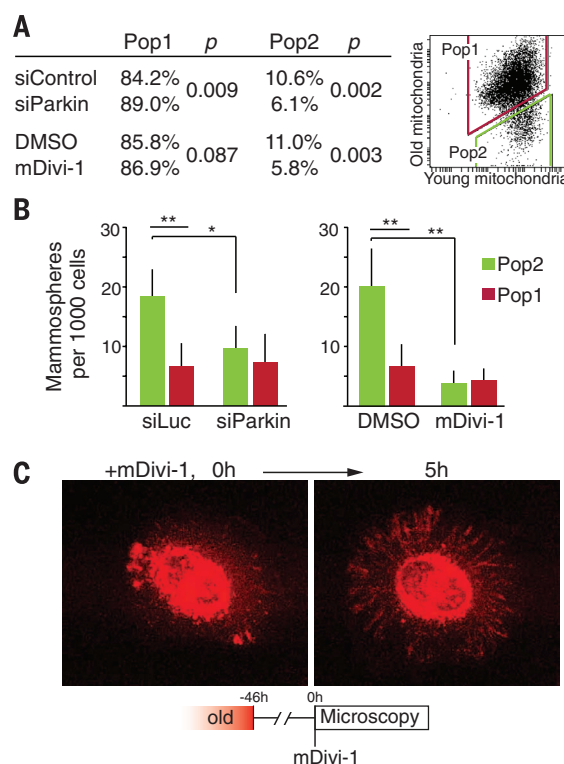 A
Pop1 p Pop2 p
siControl 84.2% 0.009 10.6% 0.002
siParkin 89.0% 6.1%
DMSO 85.8% 0.087 11.0% 0.003
mDivi-1 86.9% 5.8%
Old mitochondria
Pop1
Pop2
Young mitochondria
B
Mammospheres
per 1000 cells
30
20
10
** 
*
siLuc siParkin
30
20
10
**
**
DMSO mDivi-1
Pop2
Pop1
C
+mDivi-1, 0h 5h
-46h 0h
old Microscopy
mDivi-1